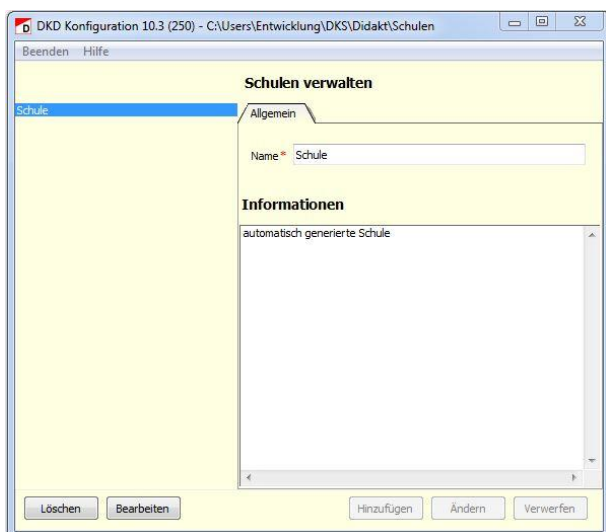 DKD Konfiguration 10.3 (250) - C:\Users\Entwicklung\DKS\Didakt\Schulen
Beenden Hilfe
Schulen verwalten
Schule
Allgemein
Name* Schule
Informationen
automatisch generierte Schule
Löschen Bearbeiten Hinzufügen Ändern Verwerfen